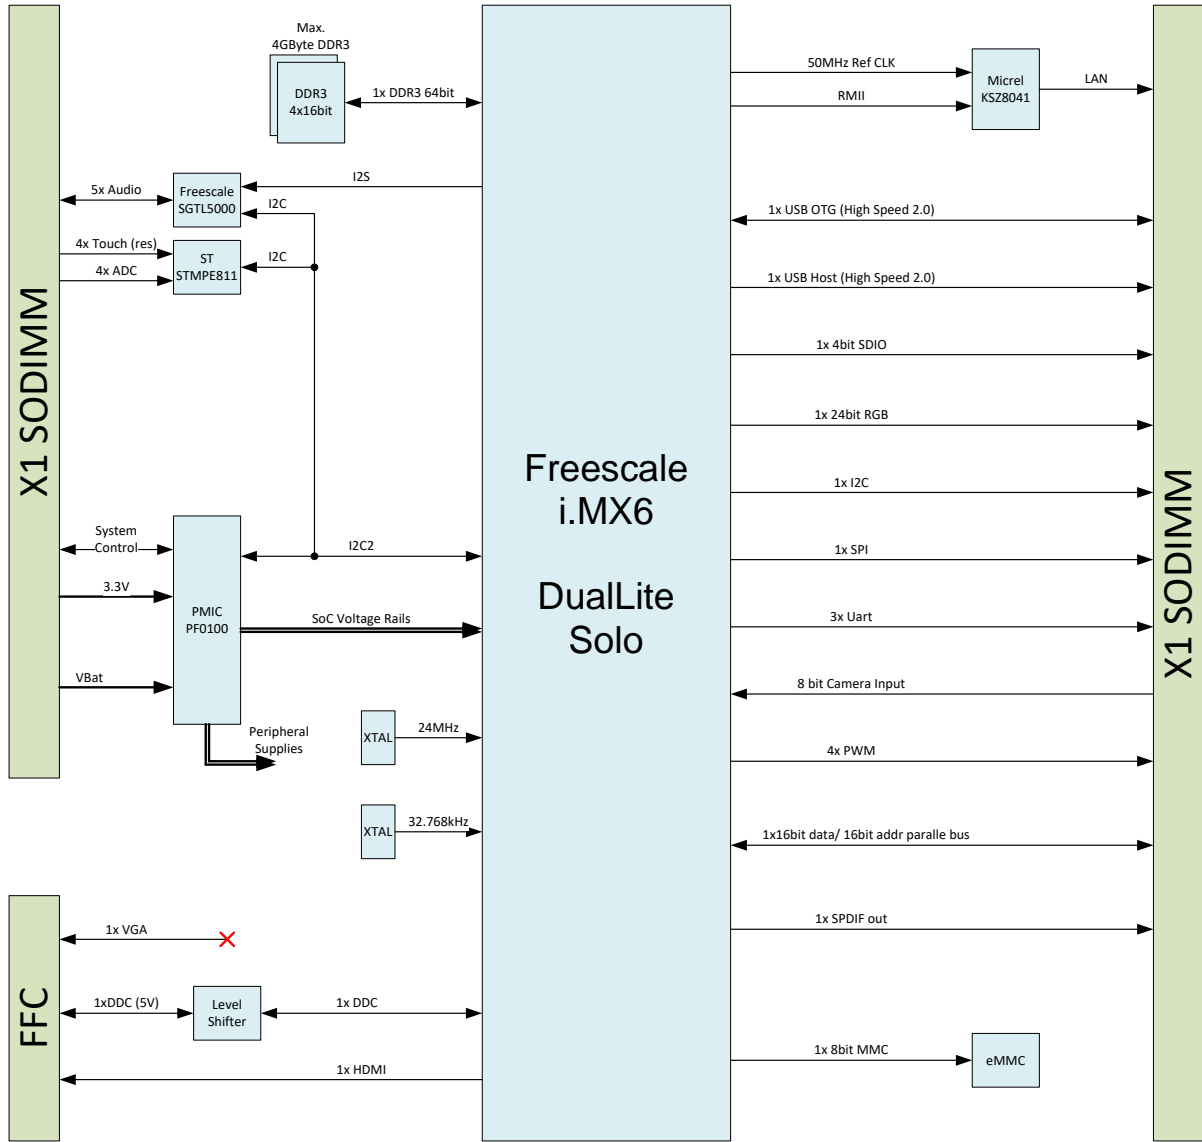 Max.
4GByte DDR3
DDR3
4x16bit
1x DDR3 64bit
50MHz Ref CLK
RMII
Micrel
KSZ8041
LAN
I2S
5x Audio
Freescale
SGTL5000
I2C
1x USB OTG (High Speed 2.0)
4x Touch (res)
4x ADC
ST
STMPE811
I2C
1x USB Host (High Speed 2.0)
X1 SODIMM
1x 4bit SDIO
1x 24bit RGB
Freescale
i.MX6
DualLite
Solo
1x I2C
X1 SODIMM
System
Control
I2C2
1x SPI
3.3V
PMIC
PF0100
SoC Voltage Rails
3x Uart
VBat
8 bit Camera Input
Peripheral
Supplies
XTAL
24MHz
4x PWM
XTAL
32.768kHz
1x16bit data/ 16bit addr paralle bus
1x VGA
1x SPDIF out
FFC
1xDDC (5V)
Level
Shifter
1x DDC
1x 8bit MMC
eMMC
1x HDMI